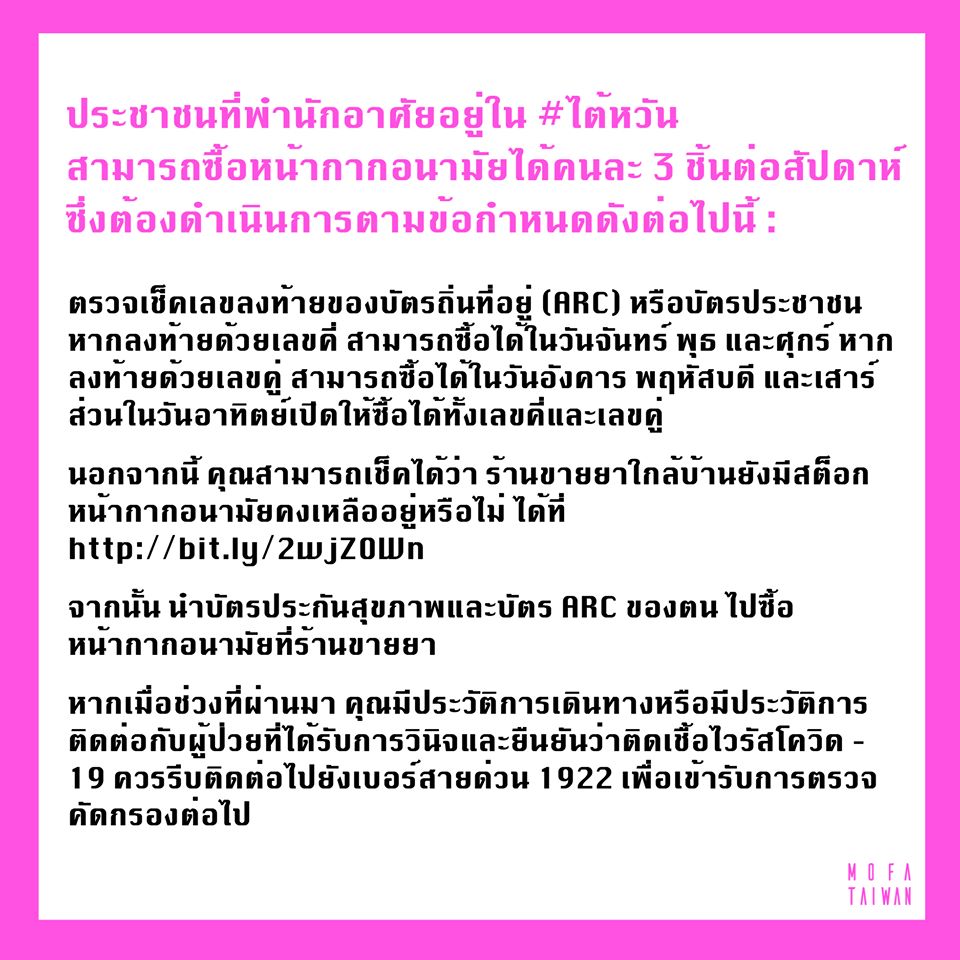 ประชาชนที่พำนักอาศัยอยู่ใน #ไต้หวัน
สามารถซื้อหน้ากากอนามัยได้คนละ 3 ชิ้นต่อสัปดาห์
ซึ่งต้องดำเนินการตามข้อกำหนดดังต่อไปนี้ :
ตรวจเช็คเลขลงท้ายของบัตรถิ่นที่อยู่ (ARC) หรือบัตรประชาชน
หากลงท้ายด้วยเลขคี่ สามารถซื้อได้ในวันจันทร์ พุธ และศุกร์ หาก
ลงท้ายด้วยเลขคู่ สามารถซื้อได้ในวันอังคาร พฤหัสบดี และเสาร์
ส่วนในวันอาทิตย์เปิดให้ซื้อได้ทั้งเลขคี่และเลขคู่
นอกจากนี้ คุณสามารถเช็คได้ว่า ร้านขายยาใกล้บ้านยังมีสต็อก
หน้ากากอนามัยคงเหลืออยู่หรือไม่ ได้ที่
http://bit.ly/2wjZ0Wn
จากนั้น นำบัตรประกันสุขภาพและบัตร ARC ของตน ไปซื้อ
หน้ากากอนามัยที่ร้านขายยา
หากเมื่อช่วงที่ผ่านมา คุณมีประวัติการเดินทางหรือมีประวัติการ
ติดต่อกับผู้ป่วยที่ได้รับการวินิจและยืนยันว่าติดเชื้อไวรัสโควิด -
19 ควรรีบติดต่อไปยังเบอร์สายด่วน 1922 เพื่อเข้ารับการตรวจ
คัดกรองต่อไป
MOFA
TAIWAN